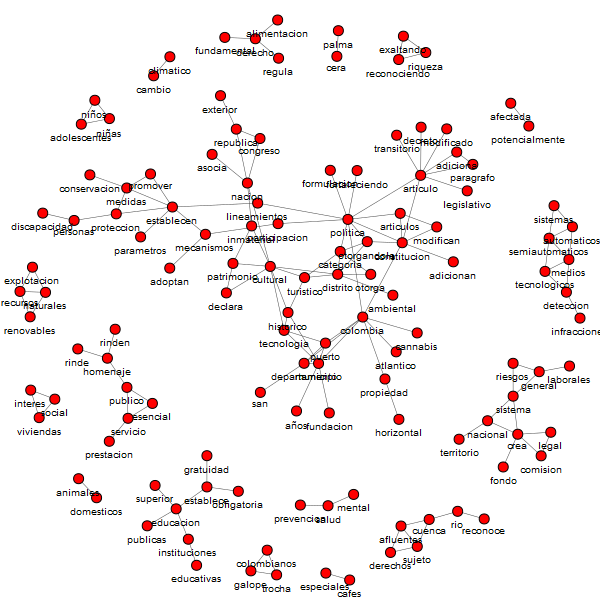 alimentacion
fundamental
derecho
regula
palma
cera
exaltando
riqueza
reconociendo
climatico
cambio
niños
niñas
adolescentes
exterior
republica
congreso
asocia
nacion
afectada
potencialmente
transitorio
decreto
modificado
adiciona
paragrafo
articulo
legislativo
formulacion
fortaleciendo
conservacion
promover
medidas
discapacidad
personas
proteccion
establecen
parametros
mecanismos
adoptan
lineamientos
inmaterial
participacion
politica
articulos
modifican
constitucion
otorgandole
categoria
adicionan
sistemas
automaticos
semiautomaticos
medios
tecnologicos
deteccion
infracciones
explotacion
recursos
naturales
renovables
patrimonio
cultural
declara
turistico
distrito
otorga
ambiental
historico
tecnologia
colombia
cannabis
puerto
atlantico
departamento
municipio
propiedad
san
años
fundacion
horizontal
rinden
rinde
homenaje
publico
esencial
servicio
prestacion
interes
social
viviendas
riesgos
general
laborales
sistema
nacional
territorio
crea
legal
comision
fondo
animales
domesticos
gratuidad
superior
establece
obligatoria
educacion
publicas
instituciones
educativas
prevencion
salud
mental
colombianos
galope
trocha
especiales
cafes
afluentes
cuenca
rio
reconoce
derechos
sujeto